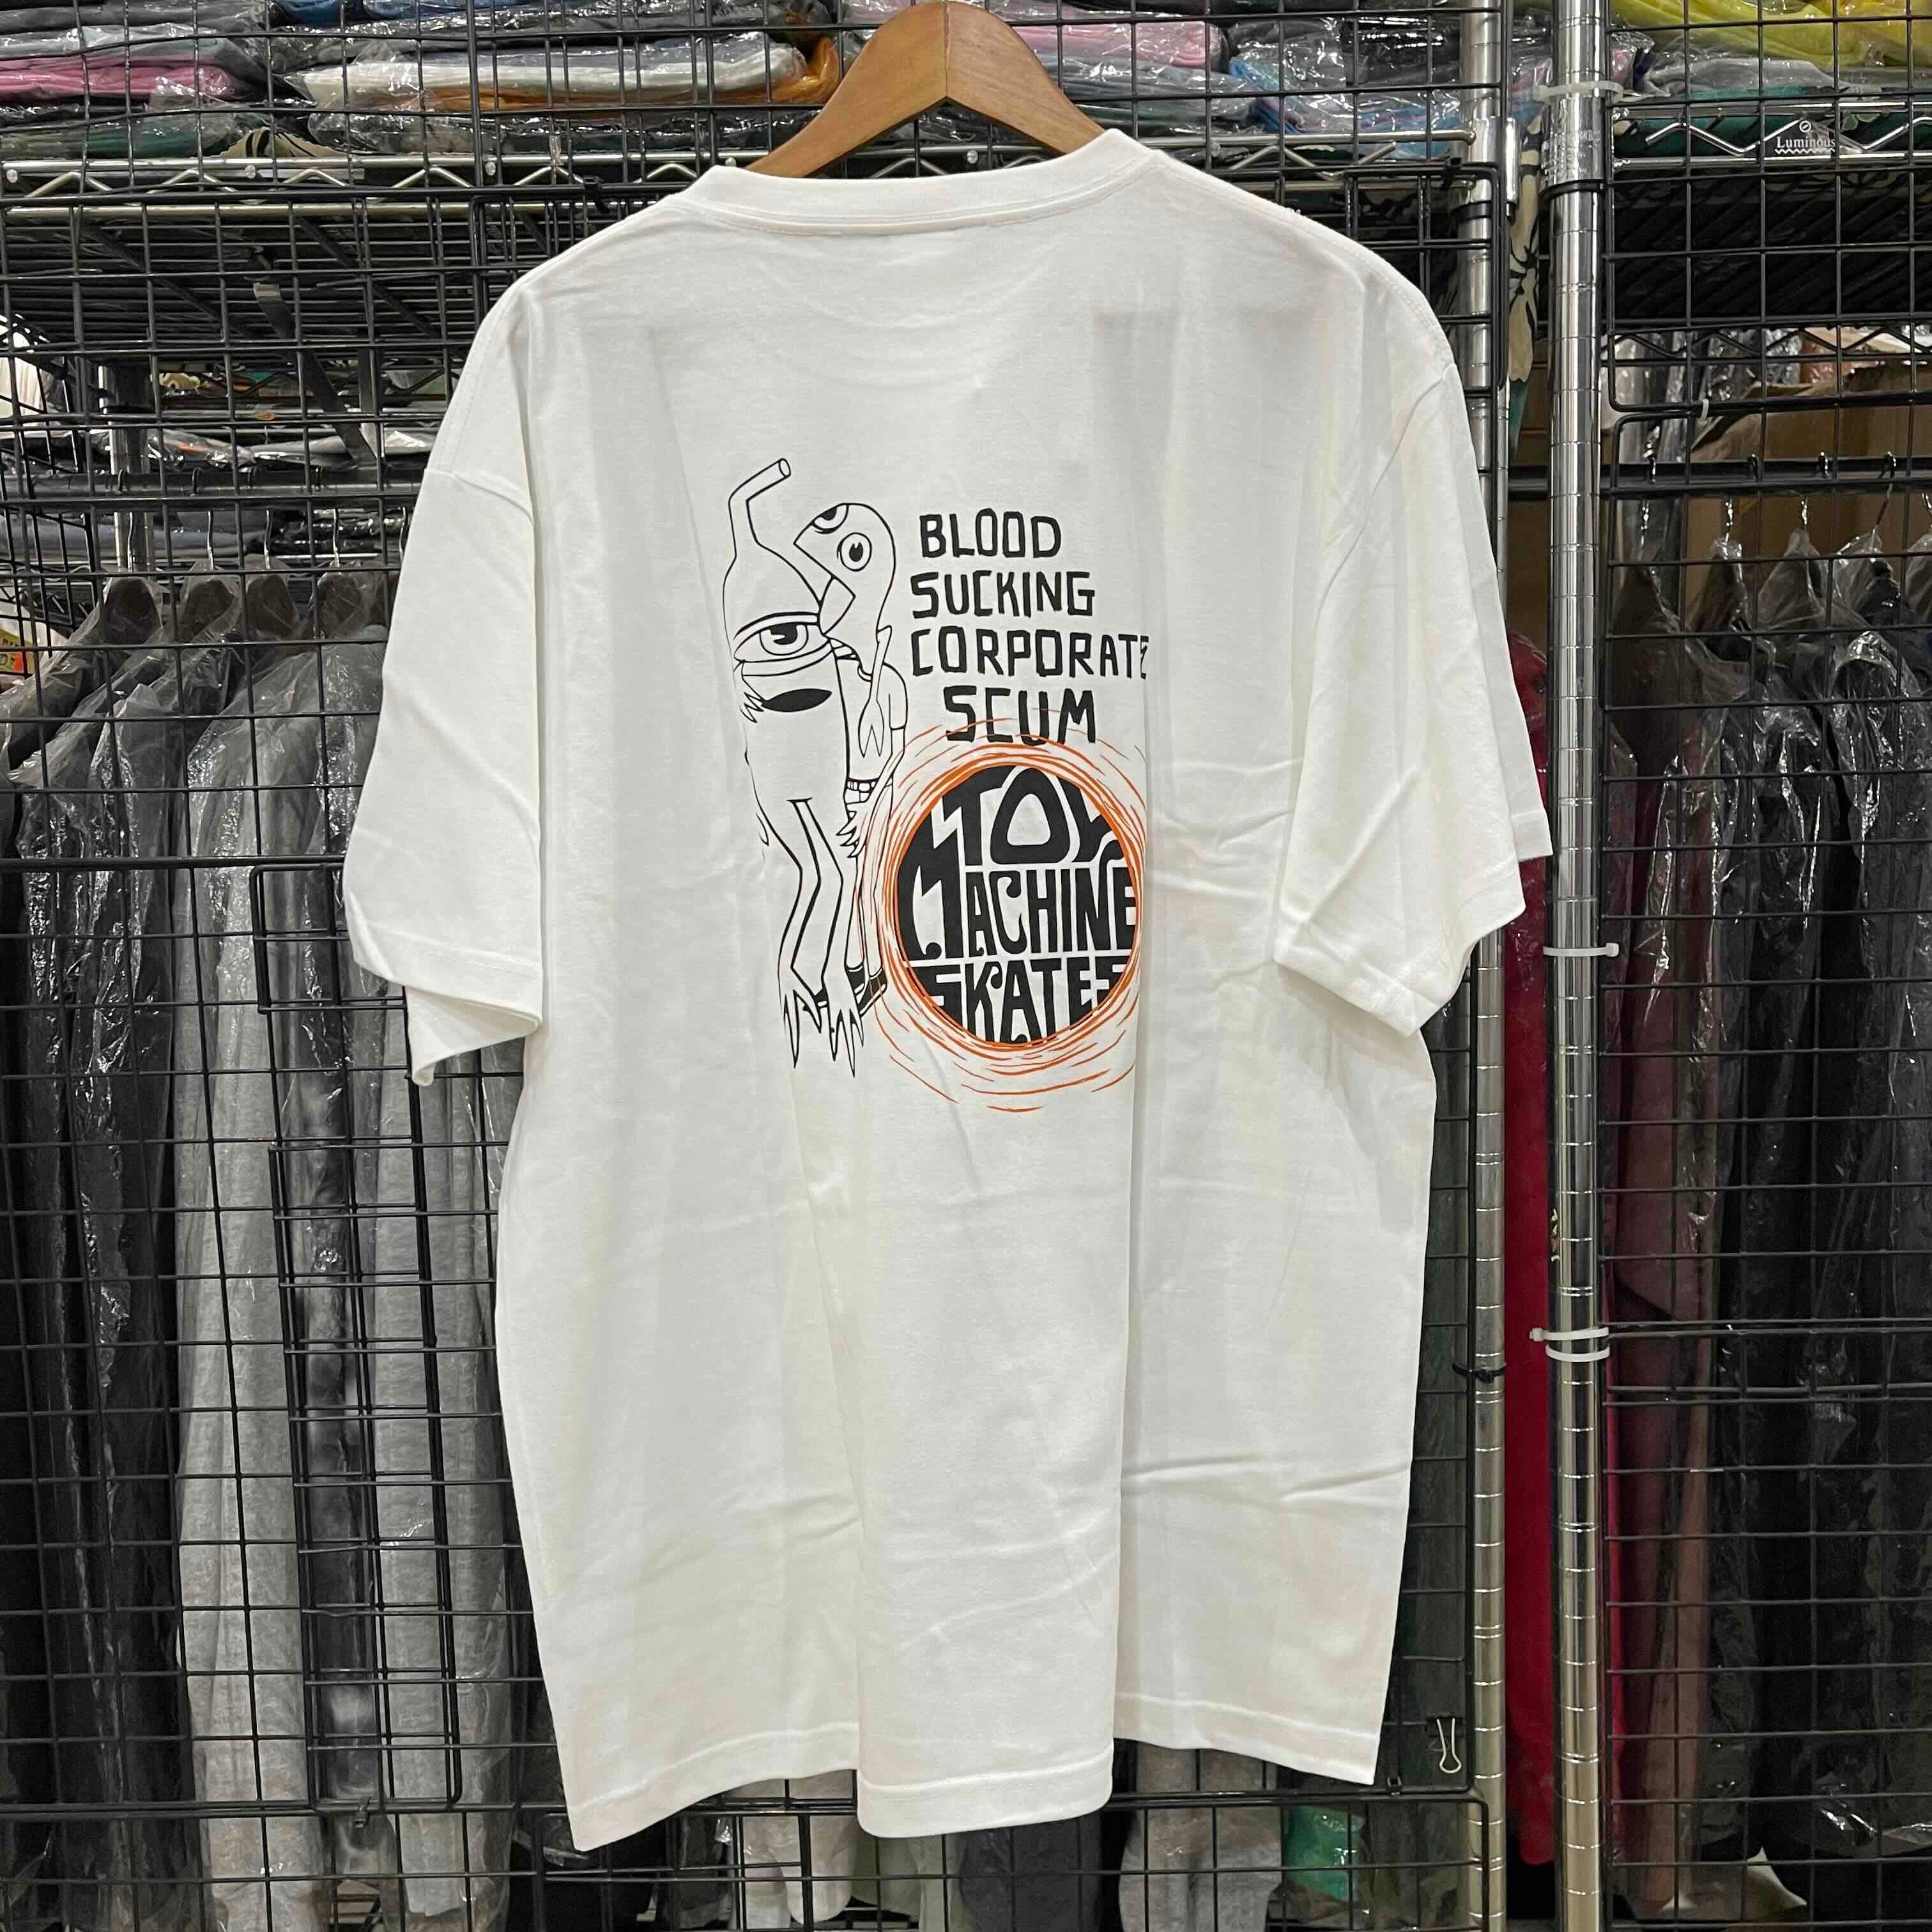 Luminous
BLOOD
SUCKING
CORPORATE
SCUM
TOY
MACHINE
SKATES